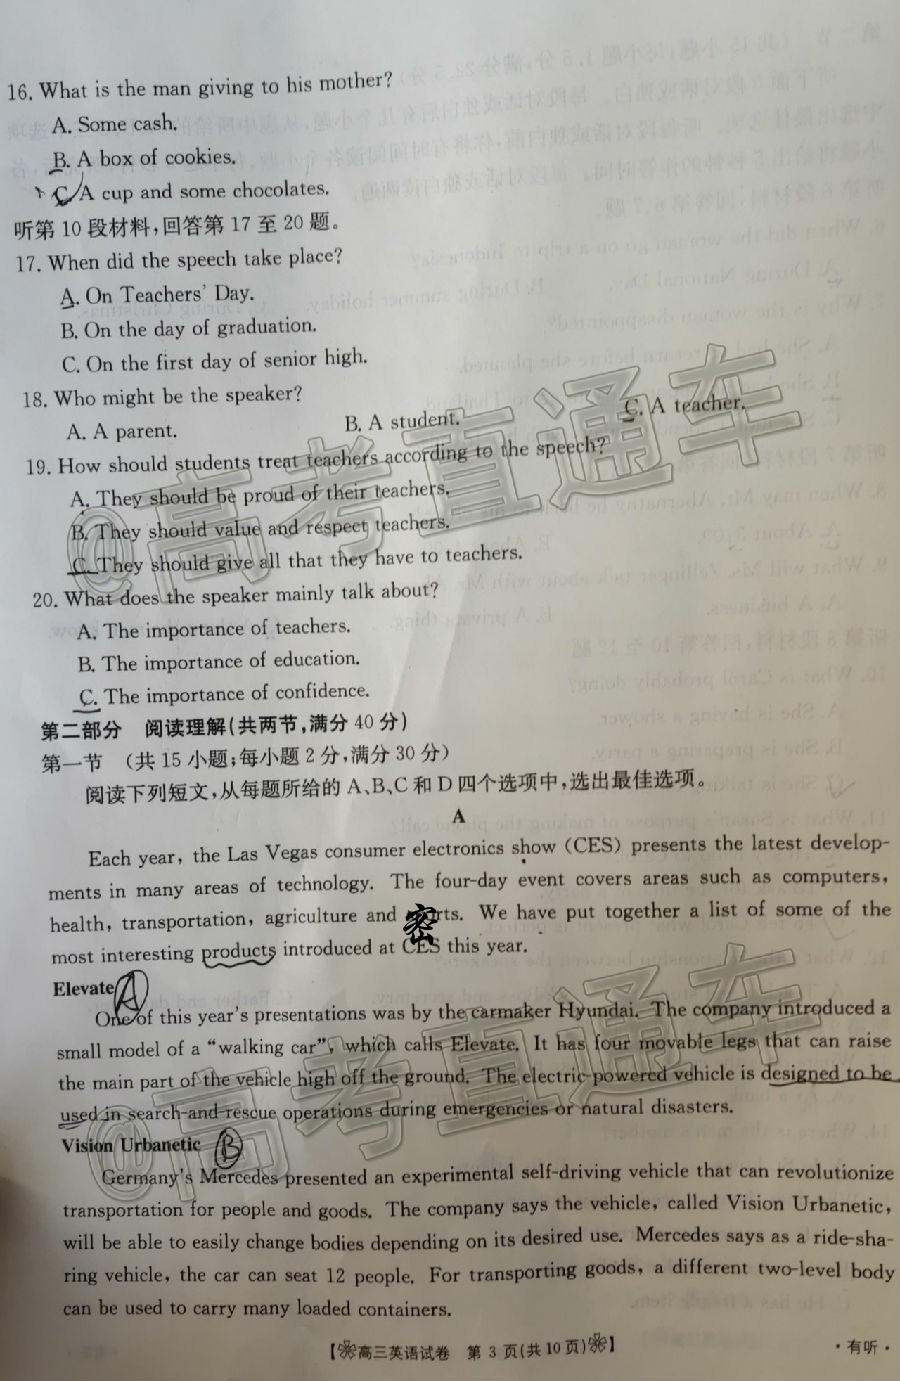 16. What is the man giving to his mother?
A. Some cash.
B. A box of cookies.
C. A cup and some chocolates.
听第 10 段材料,回答第 17 至 20 题。
17. When did the speech take place?
A. On Teachers' Day.
B. On the day of graduation.
C. On the first day of senior high.
18. Who might be the speaker?
A. A parent. B. A student. C. A teacher.
19. How should students treat teachers according to the speech?
A. They should be proud of their teachers.
B. They should value and respect teachers.
C. They should give all that they have to teachers.
20. What does the speaker mainly talk about?
A. The importance of teachers.
B. The importance of education.
C. The importance of confidence.
第二部分 阅读理解(共两节,满分 40 分)
第一节 (共 15 小题;每小题 2 分,满分 30 分)
阅读下列短文,从每题所给的 A、B、C 和 D 四个选项中,选出最佳选项。
A
Each year, the Las Vegas consumer electronics show (CES) presents the latest develop-
ments in many areas of technology. The four-day event covers areas such as computers,
health, transportation, agriculture and 密rts. We have put together a list of some of the
most interesting products introduced at CES this year.
Elevate A
One of this year's presentations was by the carmaker Hyundai. The company introduced a
small model of a "walking car", which calls Elevate. It has four movable legs that can raise
the main part of the vehicle high off the ground. The electric-powered vehicle is designed to be
used in search-and-rescue operations during emergencies or natural disasters.
Vision Urbanetic B
Germany's Mercedes presented an experimental self-driving vehicle that can revolutionize
transportation for people and goods. The company says the vehicle, called Vision Urbanetic,
will be able to easily change bodies depending on its desired use. Mercedes says as a ride-sha-
ring vehicle, the car can seat 12 people. For transporting goods, a different two-level body
can be used to carry many loaded containers.
【高三英语试卷 第 3 页(共 10 页)】 ·有听·
@高考直通车
@高考直通车